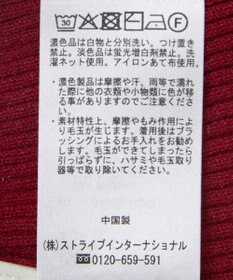 30 P F
濃色品は白物と分別洗い。つけ置き
禁止。淡色品は蛍光増白剤禁止。洗
濯ネット使用。アイロンあて布使用。
・濃色製品は摩擦や汗、雨等で濡れ
た際に他の衣類や小物類に色が移
る事がありますのでご注意くださ
い。
・素材特性上、摩擦やもみ作用により
毛玉が生じます。着用後はブラ
ッシングによるお手入れをお勧め
します。毛玉ができてしまったら
引っぱらずに、ハサミや毛玉取り
器等で取り除いてください。
中国製
(株)ストライプインターナショナル
0120-659-591